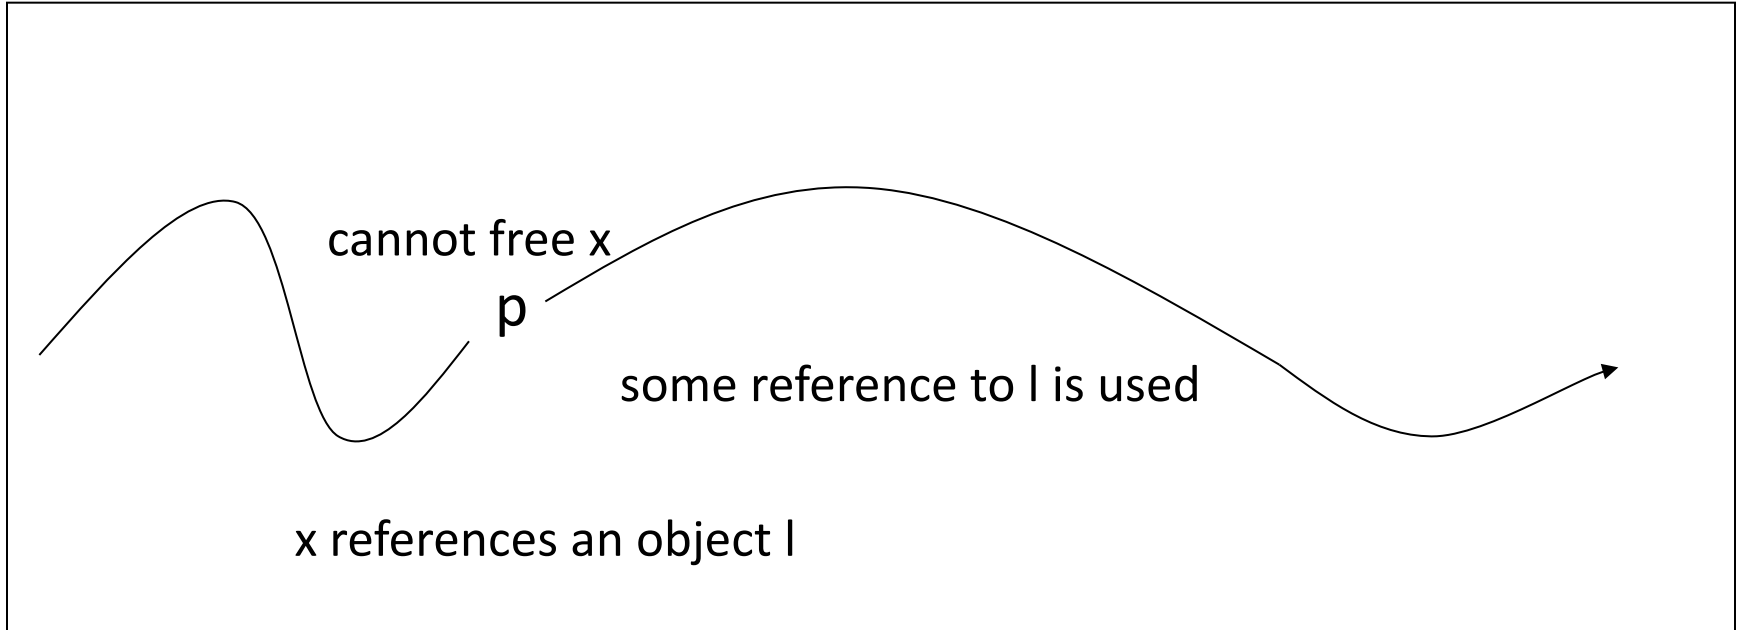 cannot free x
p
some reference to l is used
x references an object l